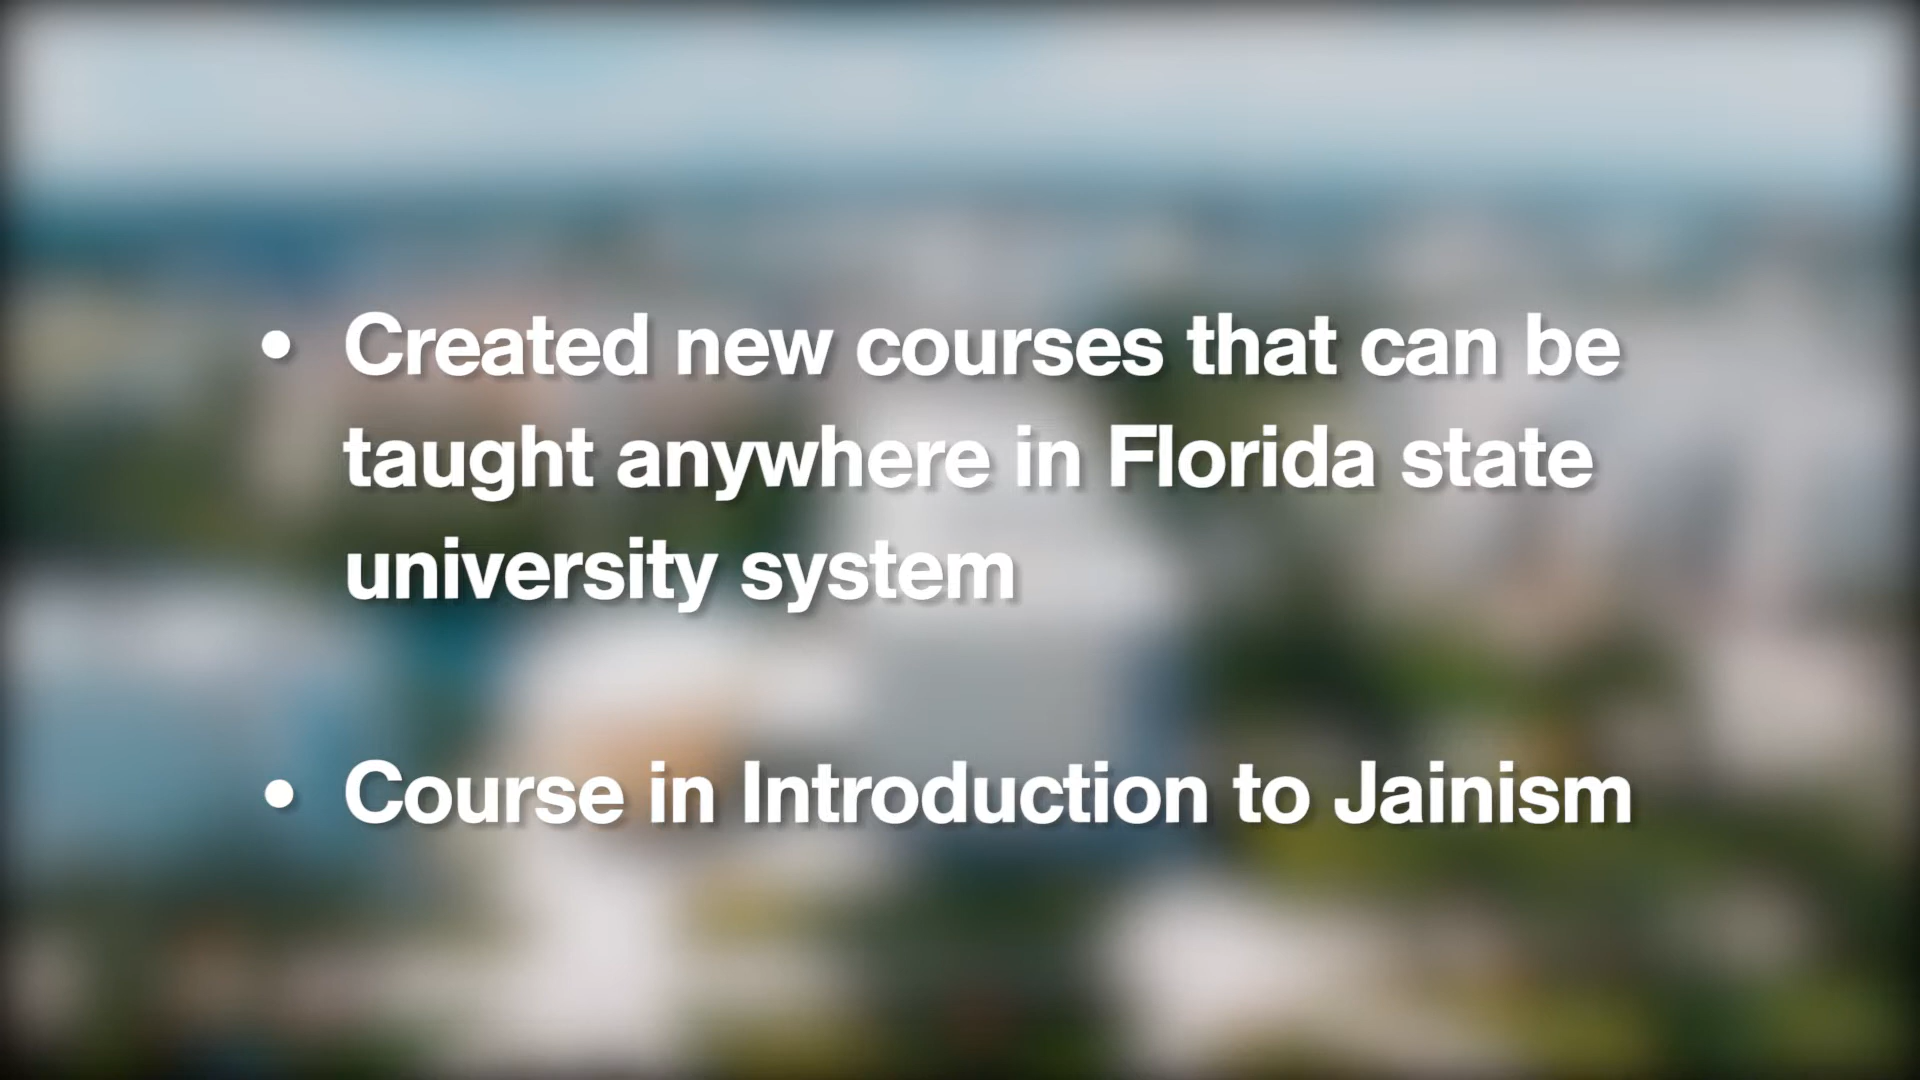 • Created new courses that can be
taught anywhere in Florida state
university system
• Course in Introduction to Jainism